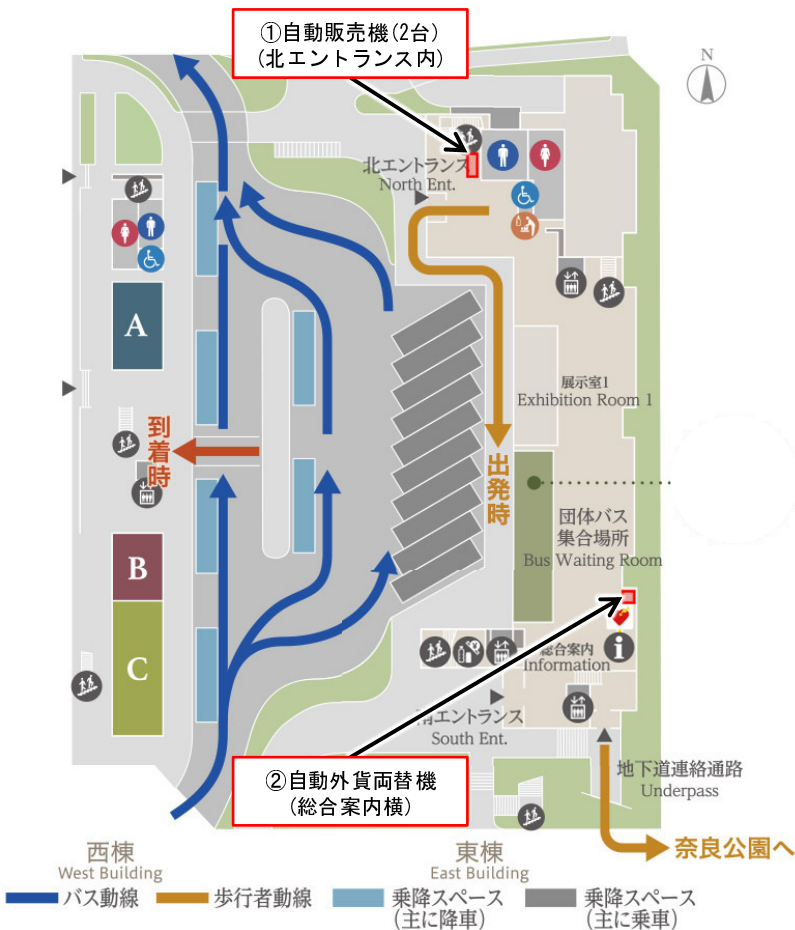 ①自動販売機(2台)
(北エントランス内)
N
北エントランス
North Ent.
A
展示室1
Exhibition Room 1
到着時
出発時
団体バス
集合場所
Bus Waiting Room
B
C
総合案内
Information
i
南エントランス
South Ent.
②自動外貨両替機
(総合案内横)
地下道連絡通路
Underpass
奈良公園へ
西棟
West Building
東棟
East Building
バス動線
歩行者動線
乗降スペース
(主に降車)
乗降スペース
(主に乗車)